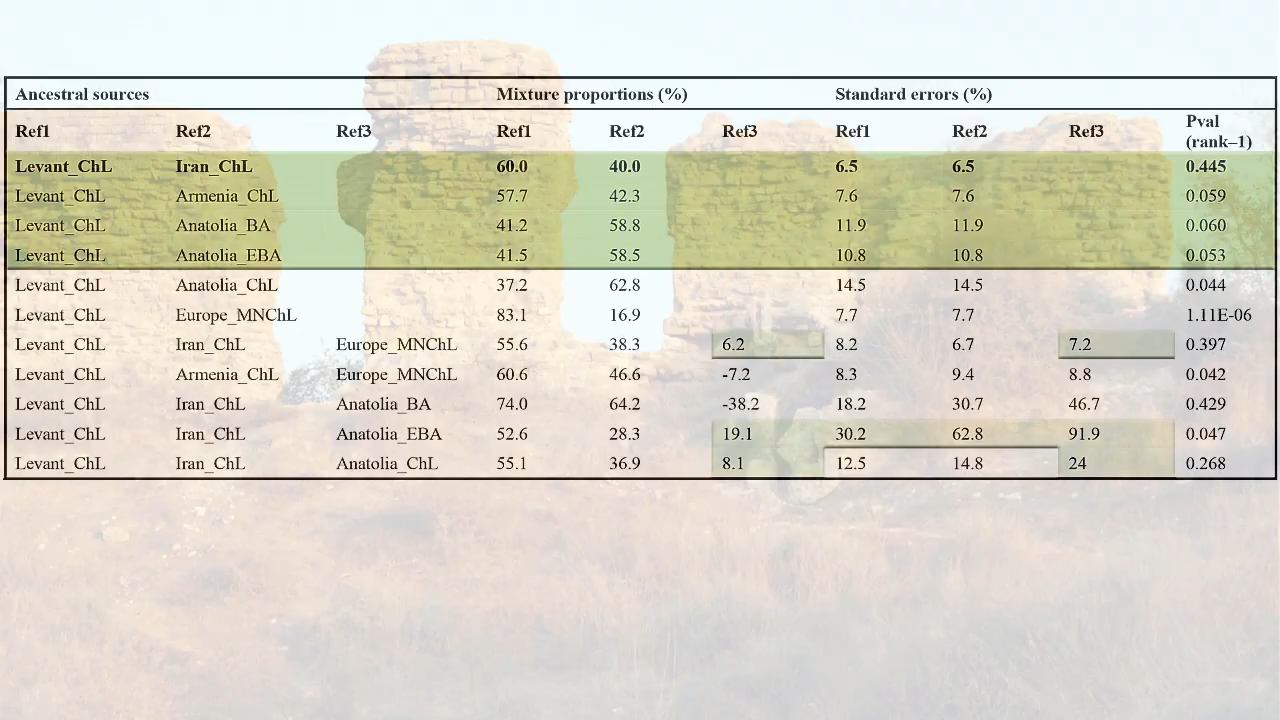 Ancestral sources Mixture proportions (%) Standard errors (%)
Ref1 Ref2 Ref3 Ref1 Ref2 Ref3 Ref1 Ref2 Ref3 Pval (rank–1)
Levant_ChL Iran_ChL 60.0 40.0 6.5 6.5 0.445
Levant_ChL Armenia_ChL 57.7 42.3 7.6 7.6 0.059
Levant_ChL Anatolia_BA 41.2 58.8 11.9 11.9 0.060
Levant_ChL Anatolia_EBA 41.5 58.5 10.8 10.8 0.053
Levant_ChL Anatolia_ChL 37.2 62.8 14.5 14.5 0.044
Levant_ChL Europe_MNChL 83.1 16.9 7.7 7.7 1.11E-06
Levant_ChL Iran_ChL Europe_MNChL 55.6 38.3 6.2 8.2 6.7 7.2 0.397
Levant_ChL Armenia_ChL Europe_MNChL 60.6 46.6 -7.2 8.3 9.4 8.8 0.042
Levant_ChL Iran_ChL Anatolia_BA 74.0 64.2 -38.2 18.2 30.7 46.7 0.429
Levant_ChL Iran_ChL Anatolia_EBA 52.6 28.3 19.1 30.2 62.8 91.9 0.047
Levant_ChL Iran_ChL Anatolia_ChL 55.1 36.9 8.1 12.5 14.8 24 0.268